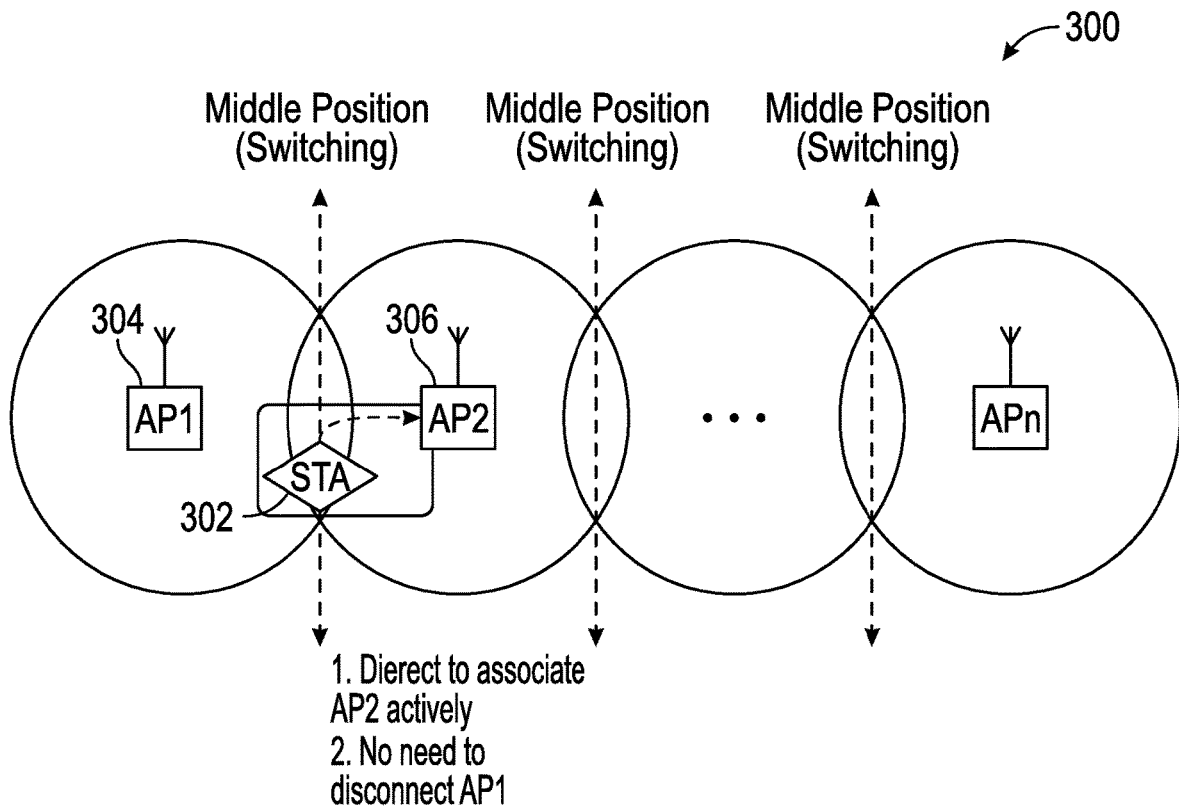 300
Middle Position
(Switching)
Middle Position
(Switching)
Middle Position
(Switching)
304
306
AP1
AP2
• • •
APn
STA
302
1. Dierect to associate
AP2 actively
2. No need to
disconnect AP1